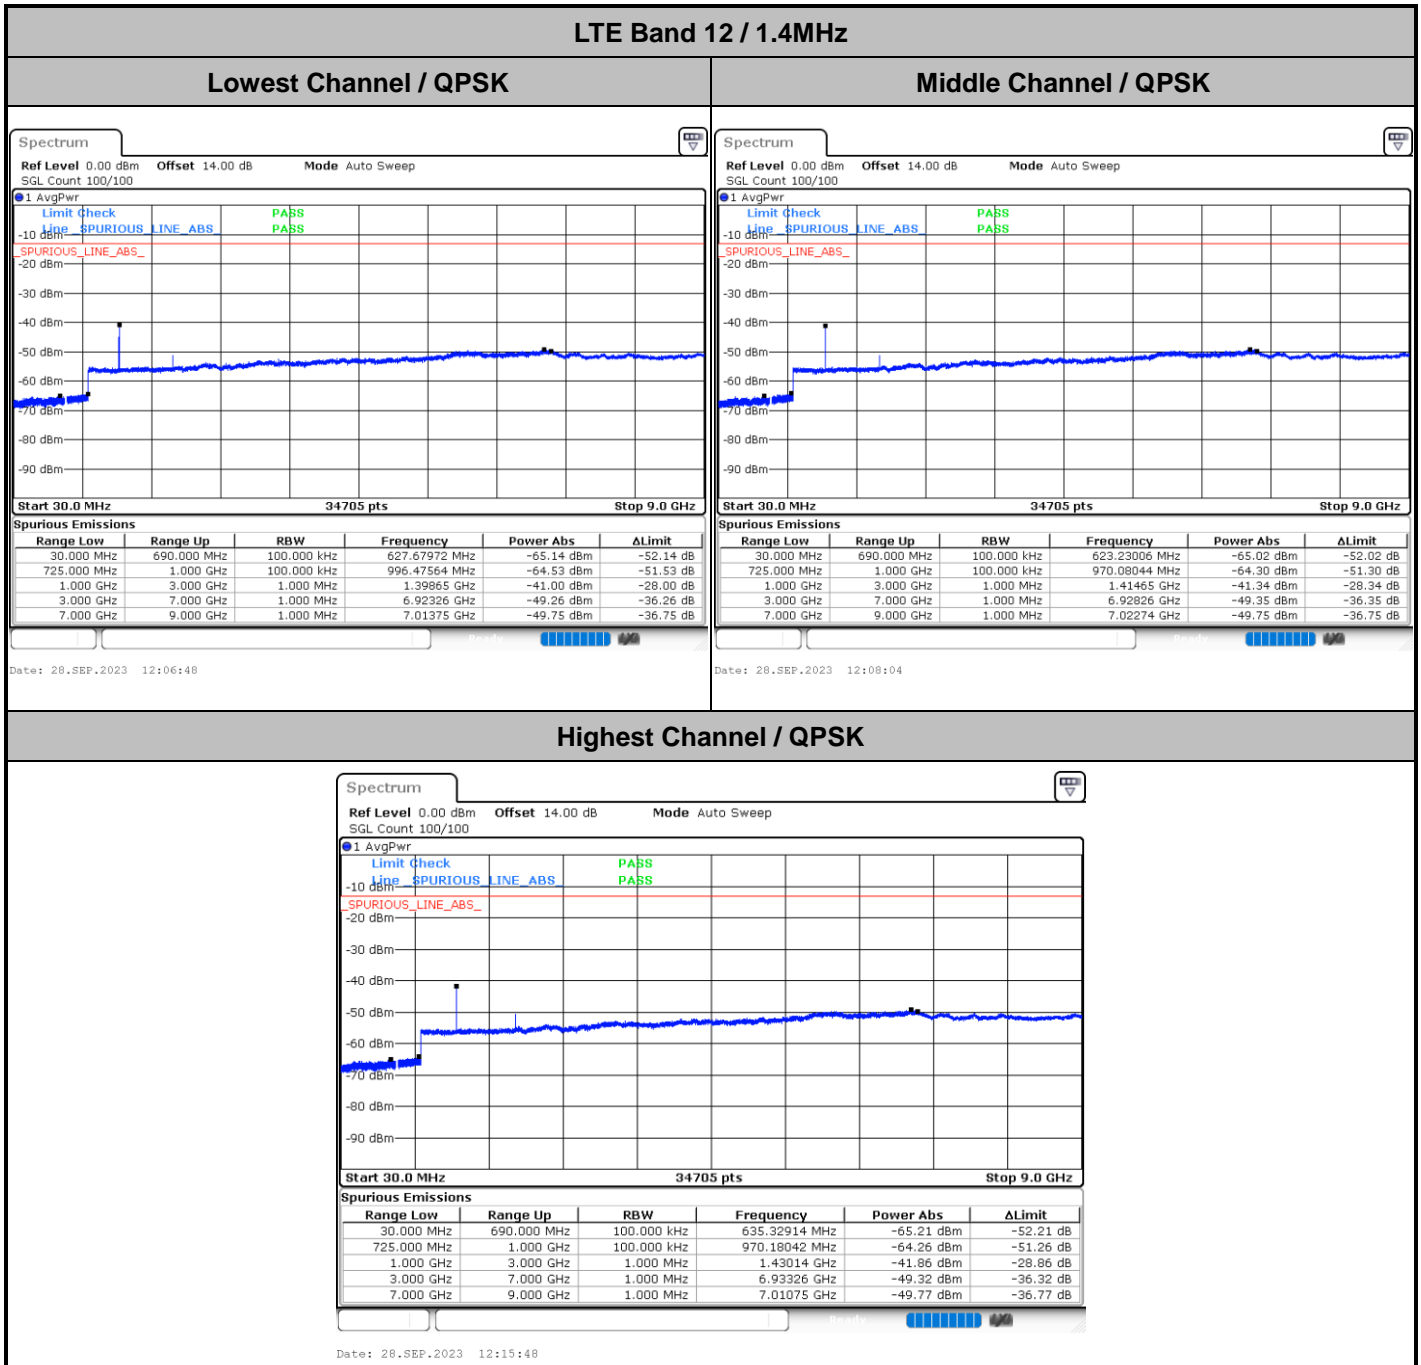 LTE Band 12 / 1.4MHz
Lowest Channel / QPSK
Middle Channel / QPSK
Spectrum
Ref Level 0.00 dBm Offset 14.00 dB Mode Auto Sweep
SGL Count 100/100
1 AvgPwr
Limit Check PASS
-10 dBm Line _SPURIOUS_LINE_ABS_ PASS
_SPURIOUS_LINE_ABS_
-20 dBm
-30 dBm
-40 dBm
-50 dBm
-60 dBm
-70 dBm
-80 dBm
-90 dBm
Start 30.0 MHz 34705 pts Stop 9.0 GHz
Spurious Emissions
Range Low Range Up RBW Frequency Power Abs ΔLimit
30.000 MHz 690.000 MHz 100.000 kHz 627.67972 MHz -65.14 dBm -52.14 dB
725.000 MHz 1.000 GHz 100.000 kHz 996.47564 MHz -64.53 dBm -51.53 dB
1.000 GHz 3.000 GHz 1.000 MHz 1.39865 GHz -41.00 dBm -28.00 dB
3.000 GHz 7.000 GHz 1.000 MHz 6.92326 GHz -49.26 dBm -36.26 dB
7.000 GHz 9.000 GHz 1.000 MHz 7.01375 GHz -49.75 dBm -36.75 dB
Ready
Date: 28.SEP.2023 12:06:48
Spectrum
Ref Level 0.00 dBm Offset 14.00 dB Mode Auto Sweep
SGL Count 100/100
1 AvgPwr
Limit Check PASS
-10 dBm Line _SPURIOUS_LINE_ABS_ PASS
_SPURIOUS_LINE_ABS_
-20 dBm
-30 dBm
-40 dBm
-50 dBm
-60 dBm
-70 dBm
-80 dBm
-90 dBm
Start 30.0 MHz 34705 pts Stop 9.0 GHz
Spurious Emissions
Range Low Range Up RBW Frequency Power Abs ΔLimit
30.000 MHz 690.000 MHz 100.000 kHz 623.23006 MHz -65.02 dBm -52.02 dB
725.000 MHz 1.000 GHz 100.000 kHz 970.08044 MHz -64.30 dBm -51.30 dB
1.000 GHz 3.000 GHz 1.000 MHz 1.41465 GHz -41.34 dBm -28.34 dB
3.000 GHz 7.000 GHz 1.000 MHz 6.92826 GHz -49.35 dBm -36.35 dB
7.000 GHz 9.000 GHz 1.000 MHz 7.02274 GHz -49.75 dBm -36.75 dB
Ready
Date: 28.SEP.2023 12:08:04
Highest Channel / QPSK
Spectrum
Ref Level 0.00 dBm Offset 14.00 dB Mode Auto Sweep
SGL Count 100/100
1 AvgPwr
Limit Check PASS
-10 dBm Line _SPURIOUS_LINE_ABS_ PASS
_SPURIOUS_LINE_ABS_
-20 dBm
-30 dBm
-40 dBm
-50 dBm
-60 dBm
-70 dBm
-80 dBm
-90 dBm
Start 30.0 MHz 34705 pts Stop 9.0 GHz
Spurious Emissions
Range Low Range Up RBW Frequency Power Abs ΔLimit
30.000 MHz 690.000 MHz 100.000 kHz 635.32914 MHz -65.21 dBm -52.21 dB
725.000 MHz 1.000 GHz 100.000 kHz 970.18042 MHz -64.26 dBm -51.26 dB
1.000 GHz 3.000 GHz 1.000 MHz 1.43014 GHz -41.86 dBm -28.86 dB
3.000 GHz 7.000 GHz 1.000 MHz 6.93326 GHz -49.32 dBm -36.32 dB
7.000 GHz 9.000 GHz 1.000 MHz 7.01075 GHz -49.77 dBm -36.77 dB
Ready
Date: 28.SEP.2023 12:15:48